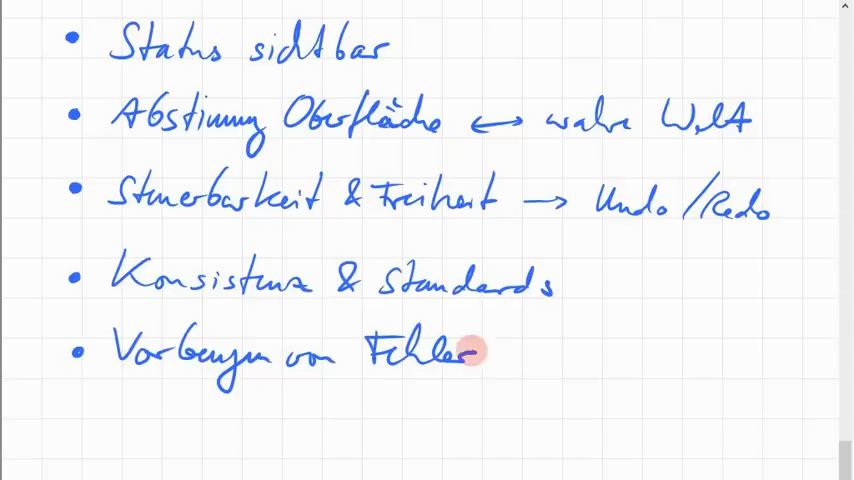 • Status sichtbar
• Abstimmung Oberfläche ↔ wahre Welt
• Steuerbarkeit & Freiheit → Undo/Redo
• Konsistenz & Standards
• Vorbeugen von Fehler